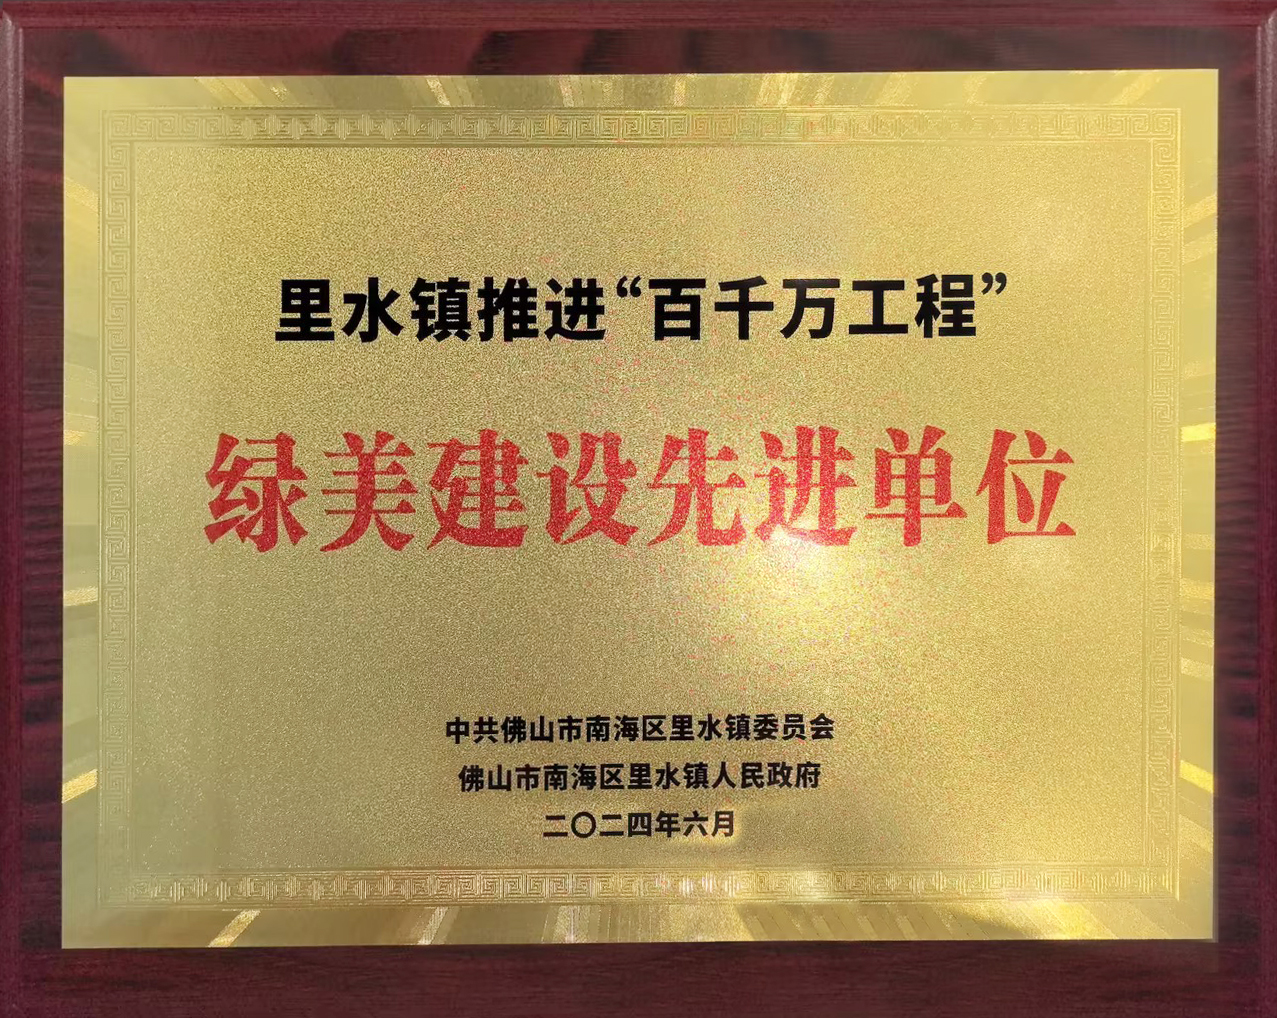 里水镇推进“百千万工程”
绿美建设先进单位
中共佛山市南海区里水镇委员会
佛山市南海区里水镇人民政府
二〇二四年六月